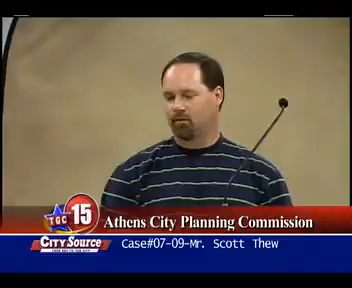 TGC
15
Athens City Planning Commission
City Source
Case#07-09-Mr. Scott Thew